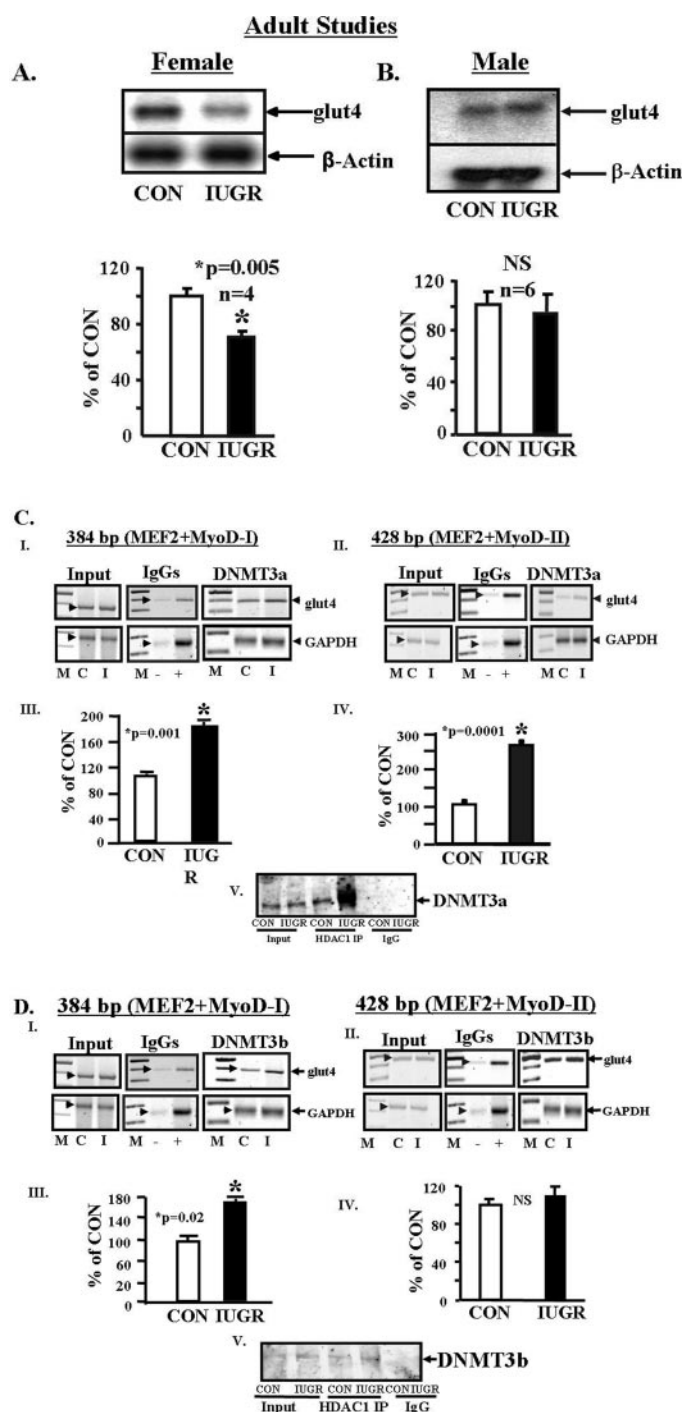 Adult Studies
A.
Female
glut4
β-Actin
CON IUGR
120
80
40
0
% of CON
*p=0.005
n=4
*
CON IUGR
B.
Male
glut4
β-Actin
CON IUGR
120
80
40
0
% of CON
NS
n=6
CON IUGR
C.
I.
384 bp (MEF2+MyoD-I)
Input IgGs DNMT3a
glut4
GAPDH
M C I M - + C I
II.
428 bp (MEF2+MyoD-II)
Input IgGs DNMT3a
glut4
GAPDH
M C I M - + M C I
III.
200
160
120
80
40
0
% of CON
*p=0.001
*
CON IUG
R
IV.
300
200
100
0
% of CON
*p=0.0001
*
CON IUGR
V.
DNMT3a
CON IUGR CON IUGR CON IUGR
Input HDAC1 IP IgG
D.
384 bp (MEF2+MyoD-I)
I.
Input IgGs DNMT3b
glut4
GAPDH
M C I M - + M C I
428 bp (MEF2+MyoD-II)
II.
Input IgGs DNMT3b
glut4
GAPDH
M C I M - + M C I
III.
180
140
100
60
20
0
% of CON
*p=0.02
*
CON IUGR
IV.
120
80
40
0
% of CON
NS
CON IUGR
V.
DNMT3b
CON IUGR CON IUGR CON IUGR
Input HDAC1 IP IgG